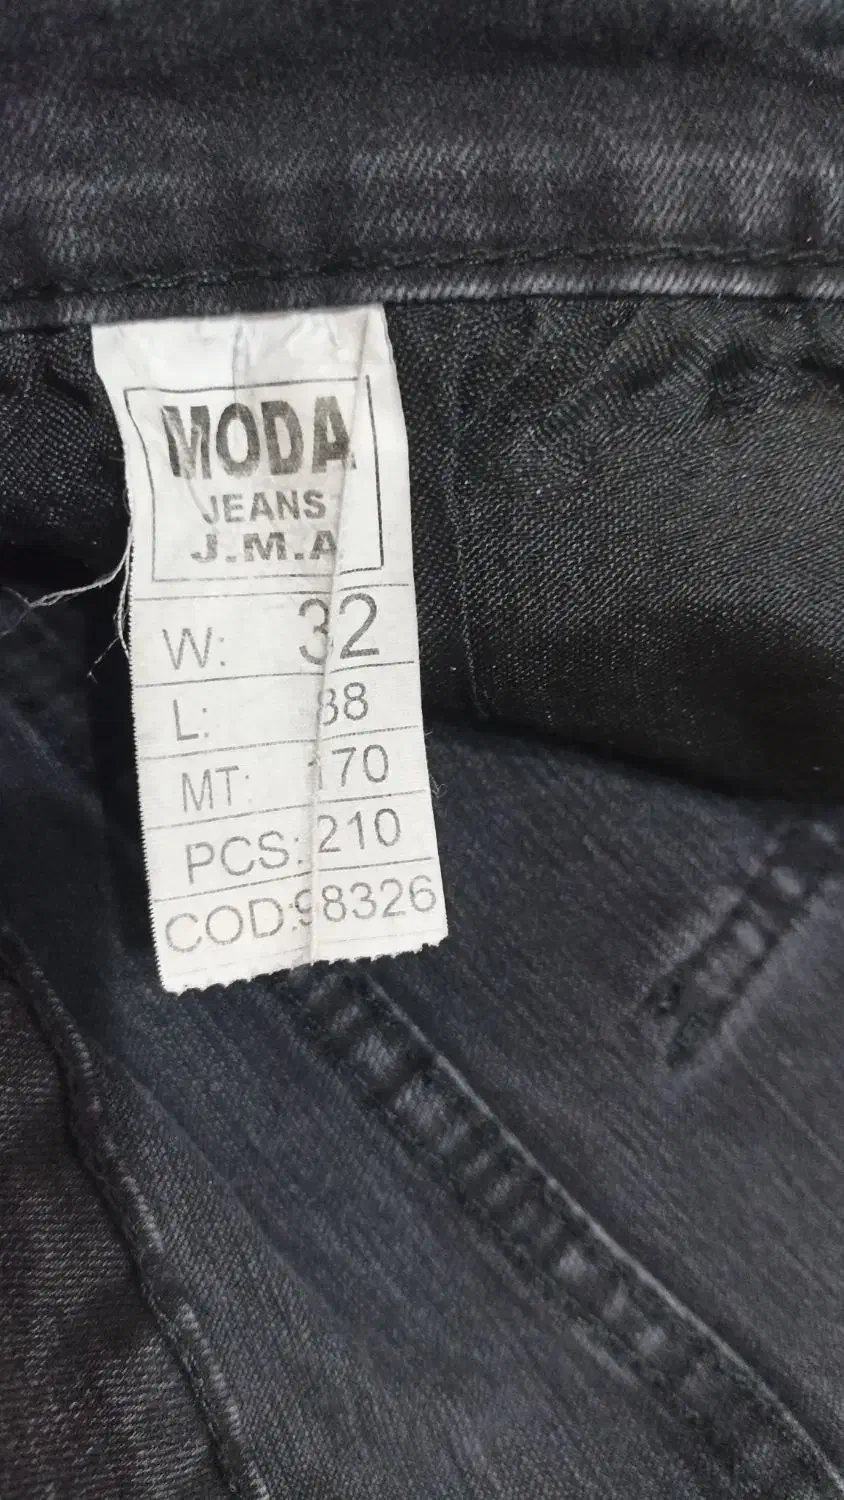 MODA
JEANS
J.M.A
W: 32
L: 88
MT: 170
PCS: 210
COD:98326